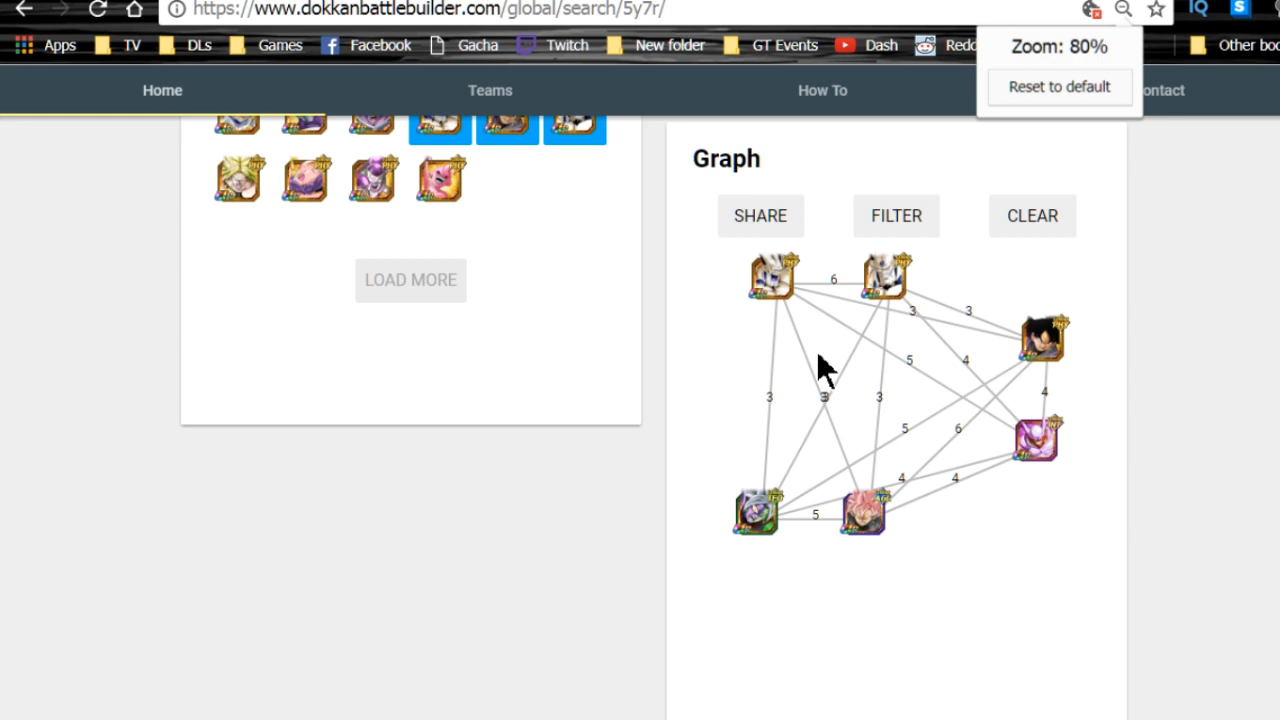 https://www.dokkanbattlebuilder.com/global/search/5y7r/
Apps TV DLs Games Facebook Gacha Twitch New folder GT Events Dash Other
Zoom: 80%
Reset to default
Home Teams How To
Graph
SHARE FILTER CLEAR
LOAD MORE
6
3 3
5 4
4
3 3 3
5 6
4 4
5